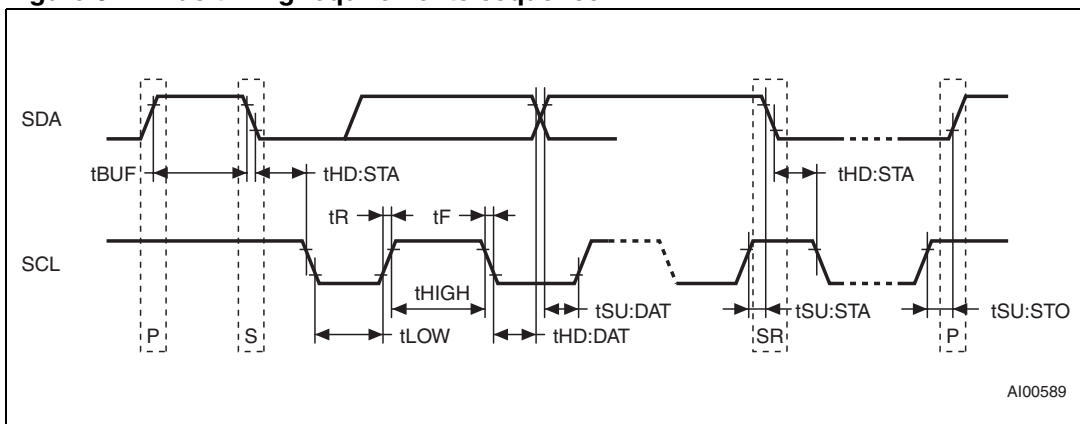 SDA
tBUF
tHD:STA
tHD:STA
tR
tF
SCL
tHIGH
tSU:DAT
tSU:STA
tSU:STO
P
S
tLOW
tHD:DAT
SR
P
AI00589